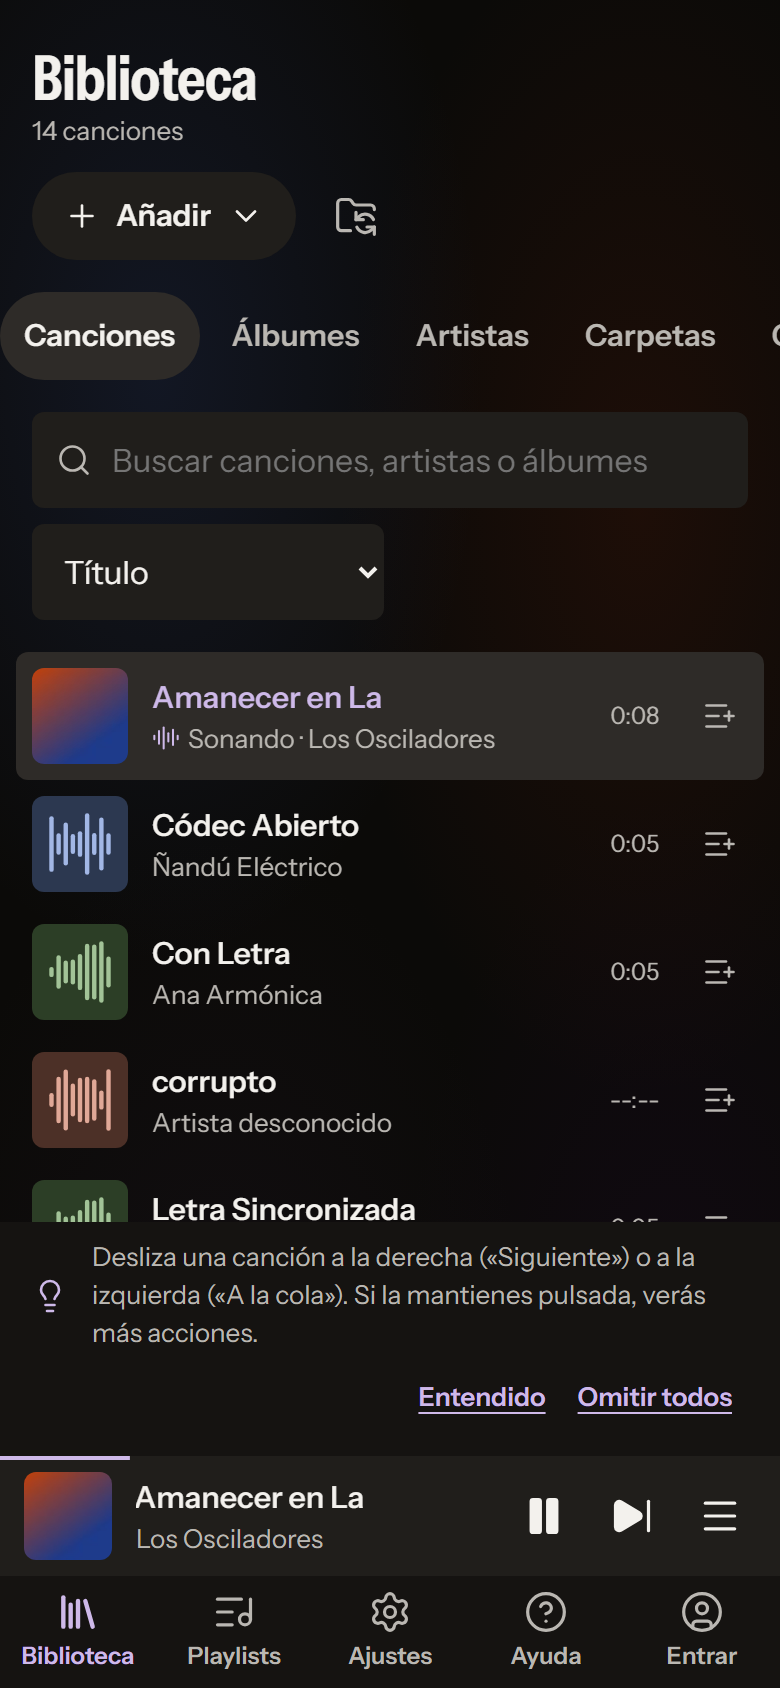 Biblioteca
14 canciones
Añadir
Canciones Álbumes Artistas Carpetas
Buscar canciones, artistas o álbumes
Título
Amanecer en La
Sonando · Los Osciladores
0:08
Códec Abierto
Ñandú Eléctrico
0:05
Con Letra
Ana Armónica
0:05
corrupto
Artista desconocido
--:--
Letra Sincronizada
Desliza una canción a la derecha («Siguiente») o a la
izquierda («A la cola»). Si la mantienes pulsada, verás
más acciones.
Entendido Omitir todos
Amanecer en La
Los Osciladores
Biblioteca Playlists Ajustes Ayuda Entrar